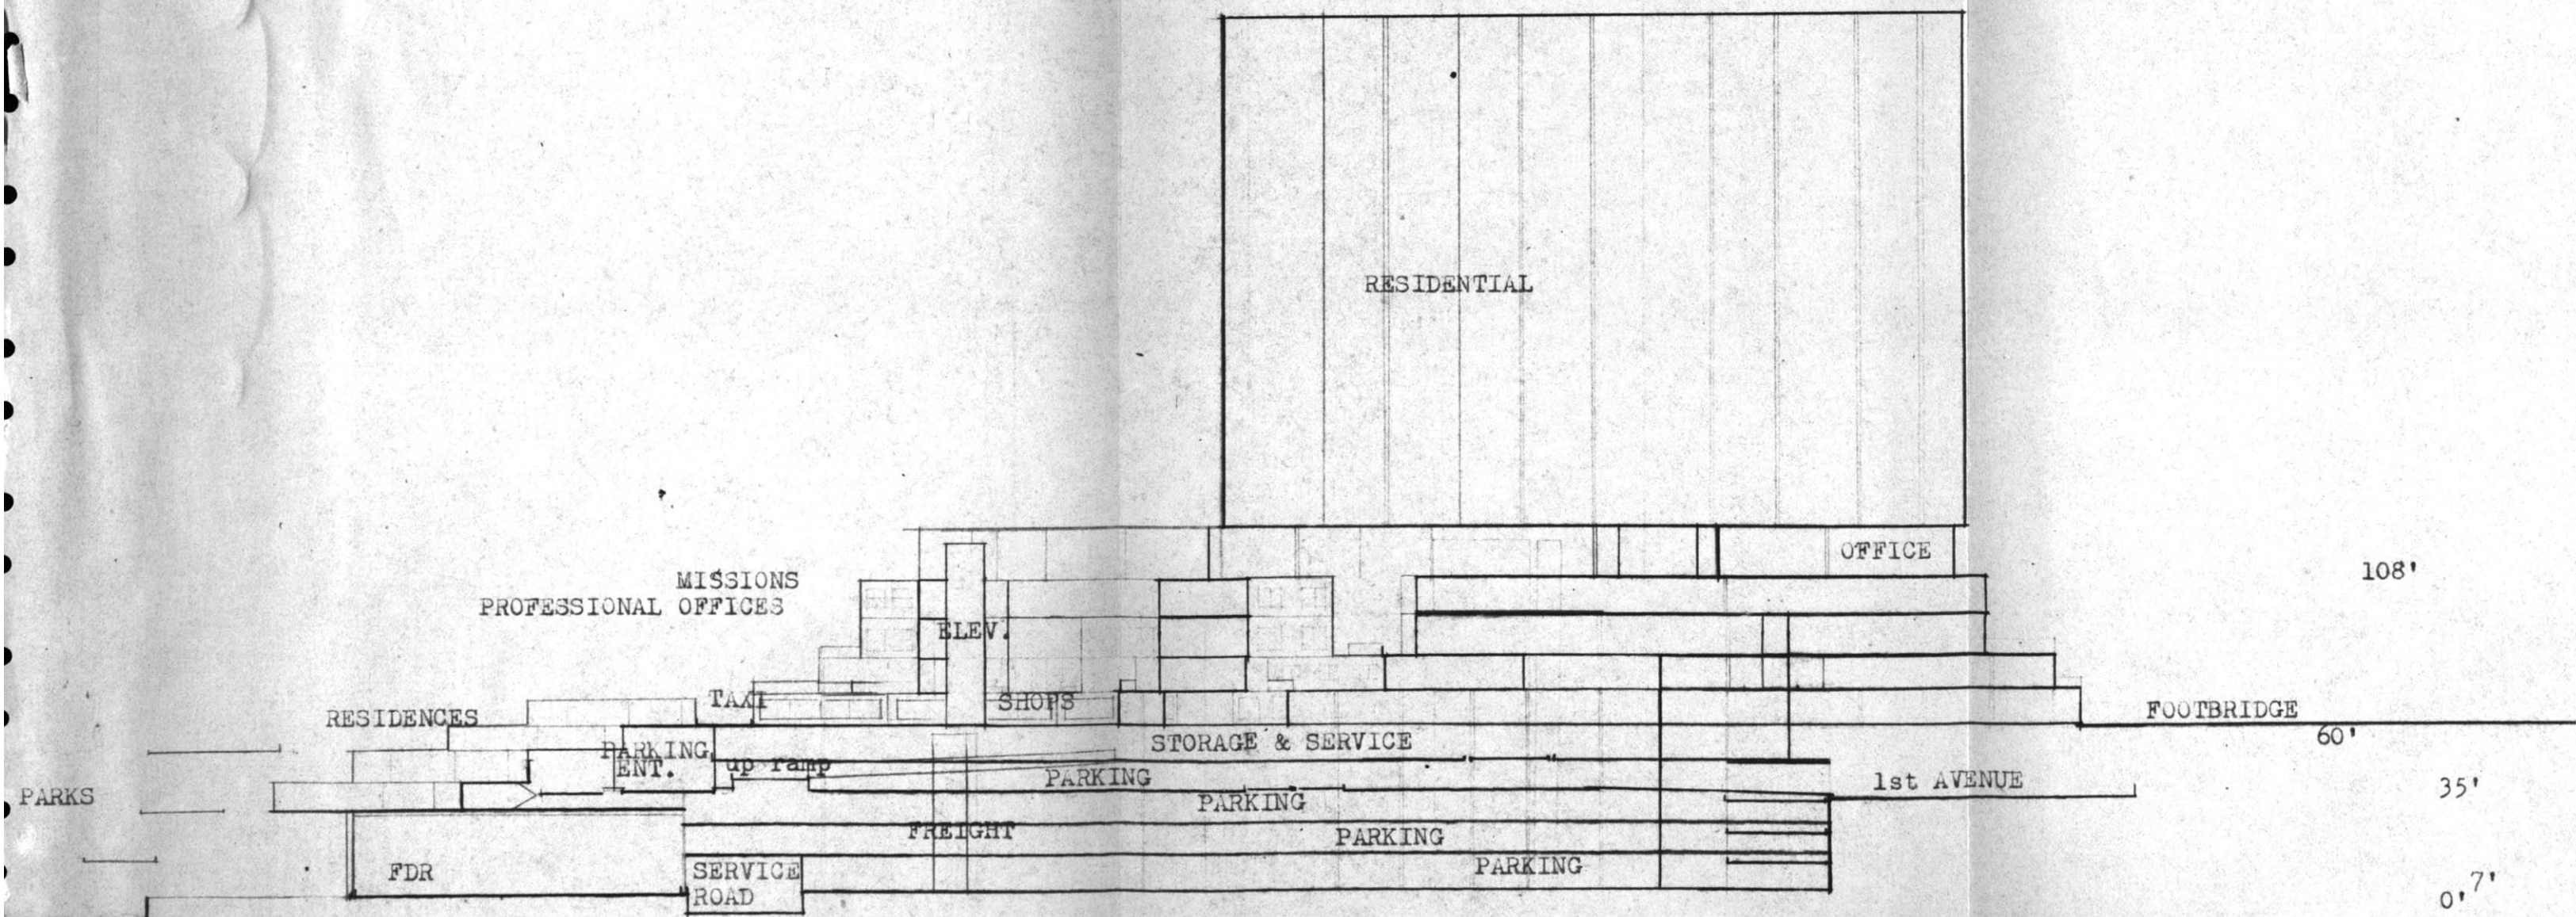 RESIDENTIAL
OFFICE
108'
MISSIONS
PROFESSIONAL OFFICES
ELEV.
TAXI
SHOPS
RESIDENCES
FOOTBRIDGE
60'
PARKING
ENT.
up ramp
STORAGE & SERVICE
PARKING
1st AVENUE
35'
PARKS
PARKING
FREIGHT
PARKING
PARKING
FDR
SERVICE
ROAD
7'
0'